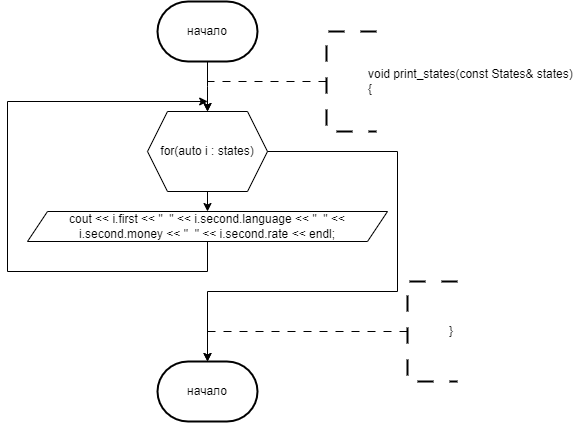 начало
void print_states(const States& states)
{
for(auto i : states)
cout << i.first << "  " << i.second.language << "  " <<
i.second.money << "  " << i.second.rate << endl;
}
начало